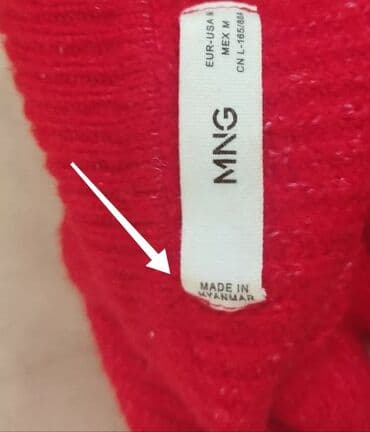 EUR-USA M
MEX M
CN L-165/88A
MNG
MADE IN
MYANMAR